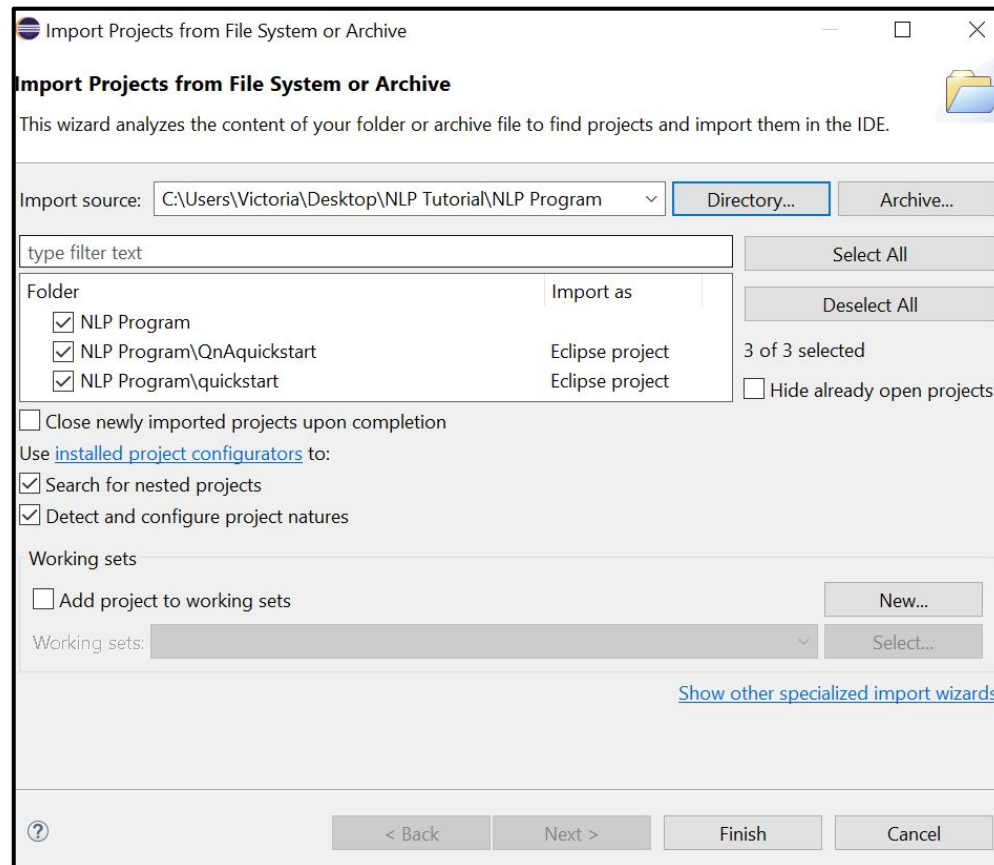 Import Projects from File System or Archive
Import Projects from File System or Archive
This wizard analyzes the content of your folder or archive file to find projects and import them in the IDE.
Import source: C:\Users\Victoria\Desktop\NLP Tutorial\NLP Program Directory... Archive...
type filter text Select All
Folder Import as
Deselect All
NLP Program
NLP Program\QnAquickstart Eclipse project 3 of 3 selected
NLP Program\quickstart Eclipse project
Hide already open projects
Close newly imported projects upon completion
Use installed project configurators to:
Search for nested projects
Detect and configure project natures
Working sets
Add project to working sets New...
Working sets: Select...
Show other specialized import wizards
? < Back Next > Finish Cancel